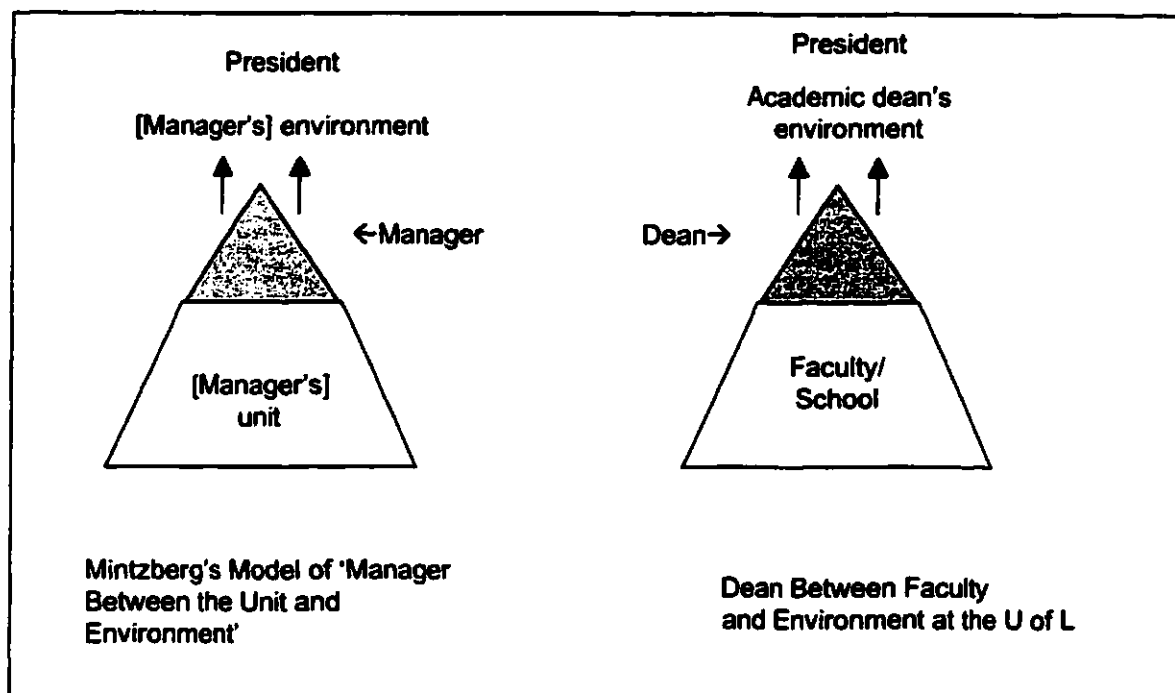 President
[Manager's] environment
←Manager
[Manager's]
unit
Mintzberg's Model of 'Manager
Between the Unit and
Environment'
President
Academic dean's
environment
Dean→
Faculty/
School
Dean Between Faculty
and Environment at the U of L